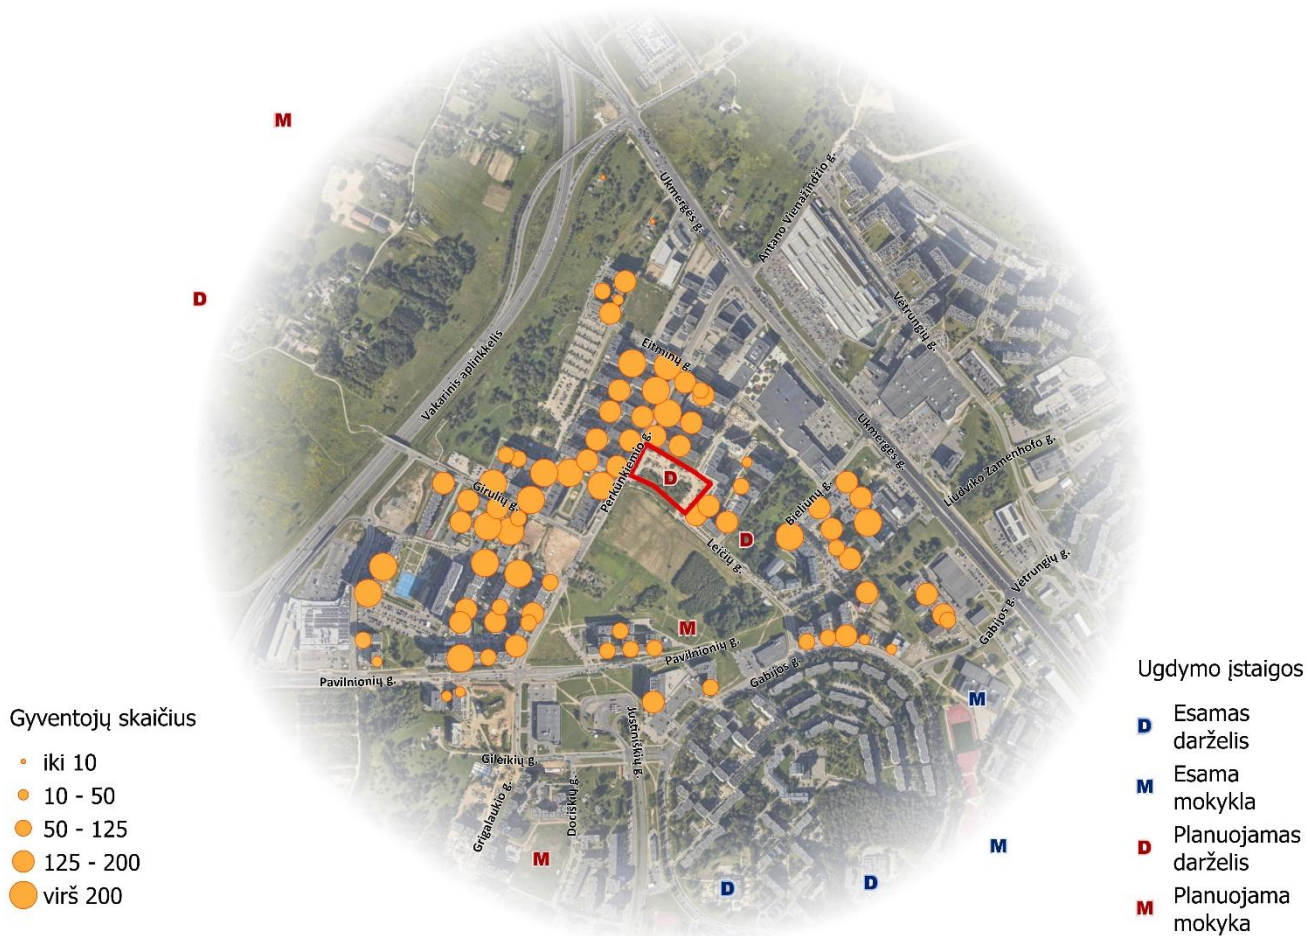 M
Ukmergės g.
Antano Vienažindžio g.
D
Vėtrungių g.
Eitminų g.
Vakarinis aplinkkelis
Ukmergės g.
Perkūnkiemio g.
Liudviko Zamenhofo g.
D
Girulių g.
Bieliūnų g.
D
Leičių g.
Vėtrungių g.
Gabijos g.
M
Pavilnionių g.
Gabijos g.
Pavilnionių g.
M
Justiniškių g.
Gileikių g.
Dociškių g.
Grigalaukio g.
M
M
D
D
Gyventojų skaičius
iki 10
10 - 50
50 - 125
125 - 200
virš 200
Ugdymo įstaigos
D Esamas
darželis
M Esama
mokykla
D Planuojamas
darželis
M Planuojama
mokyka